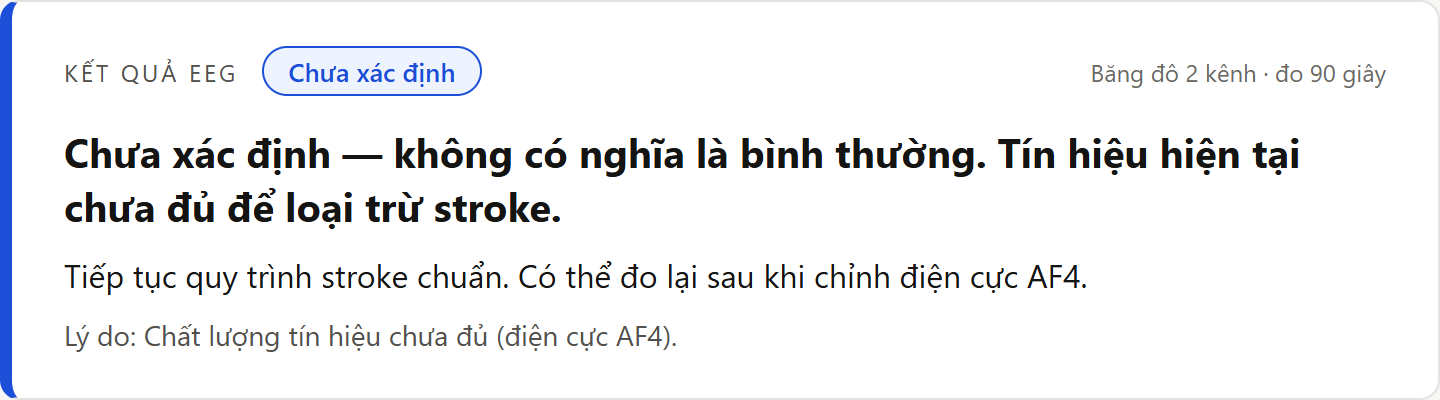 KẾT QUẢ EEG
Chưa xác định
Băng đô 2 kênh · đo 90 giây
Chưa xác định — không có nghĩa là bình thường. Tín hiệu hiện tại
chưa đủ để loại trừ stroke.
Tiếp tục quy trình stroke chuẩn. Có thể đo lại sau khi chỉnh điện cực AF4.
Lý do: Chất lượng tín hiệu chưa đủ (điện cực AF4).